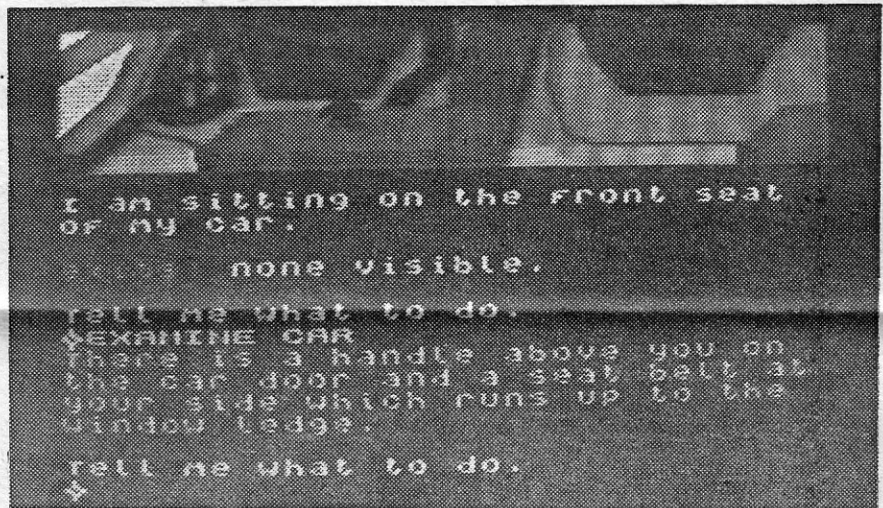 I am sitting on the front seat
of my car.
Exits: none visible.
Tell me what to do.
EXAMINE CAR
There is a handle above you on
the car door and a seat belt at
your side which runs up to the
window ledge.
Tell me what to do.